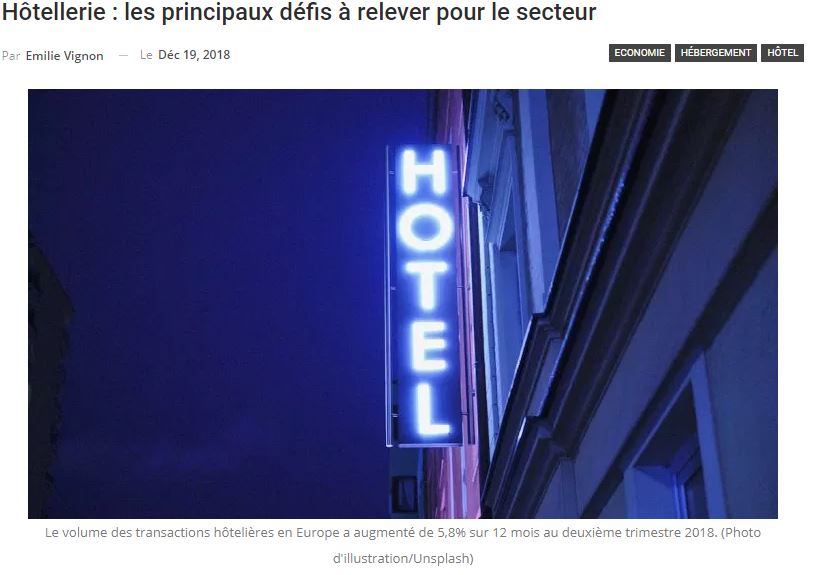 Hôtellerie : les principaux défis à relever pour le secteur
Par Emilie Vignon — Le Déc 19, 2018
ECONOMIE HÉBERGEMENT HÔTEL
HOTEL
Le volume des transactions hôtelières en Europe a augmenté de 5,8% sur 12 mois au deuxième trimestre 2018. (Photo
d'illustration/Unsplash)